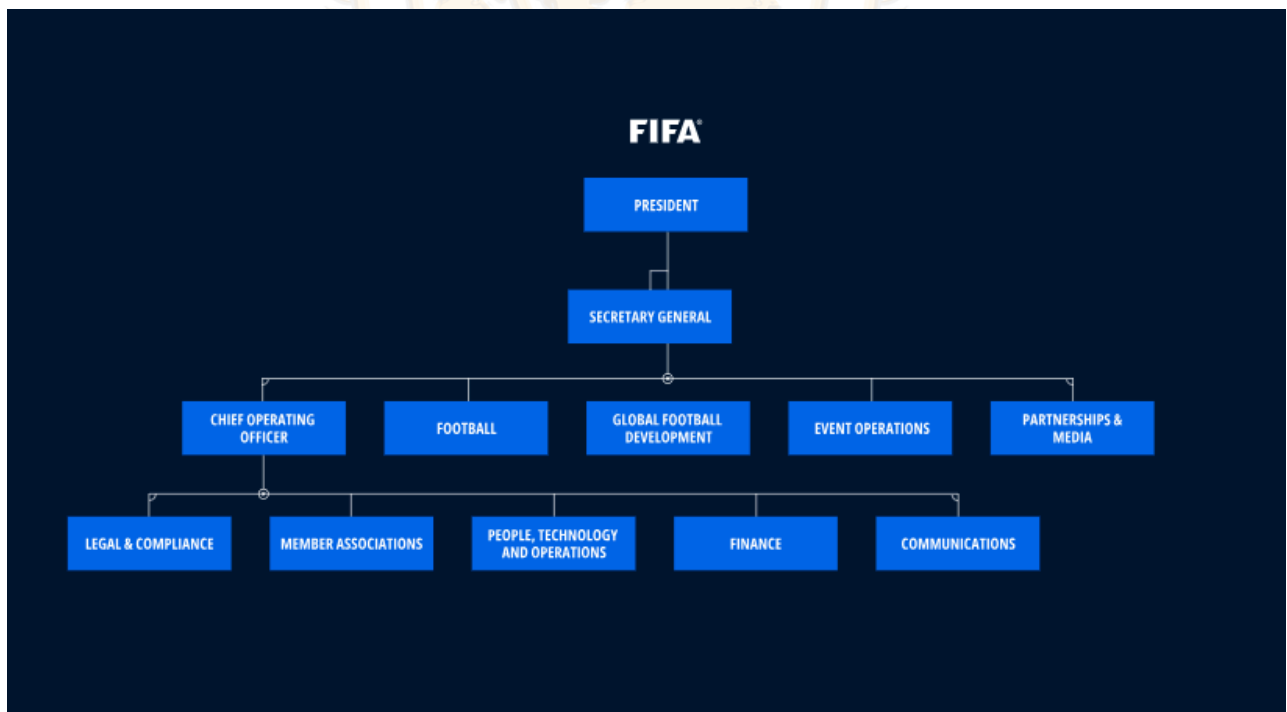 FIFA®
PRESIDENT
SECRETARY GENERAL
CHIEF OPERATING
OFFICER
FOOTBALL
GLOBAL FOOTBALL
DEVELOPMENT
EVENT OPERATIONS
PARTNERSHIPS &
MEDIA
LEGAL & COMPLIANCE
MEMBER ASSOCIATIONS
PEOPLE, TECHNOLOGY
AND OPERATIONS
FINANCE
COMMUNICATIONS